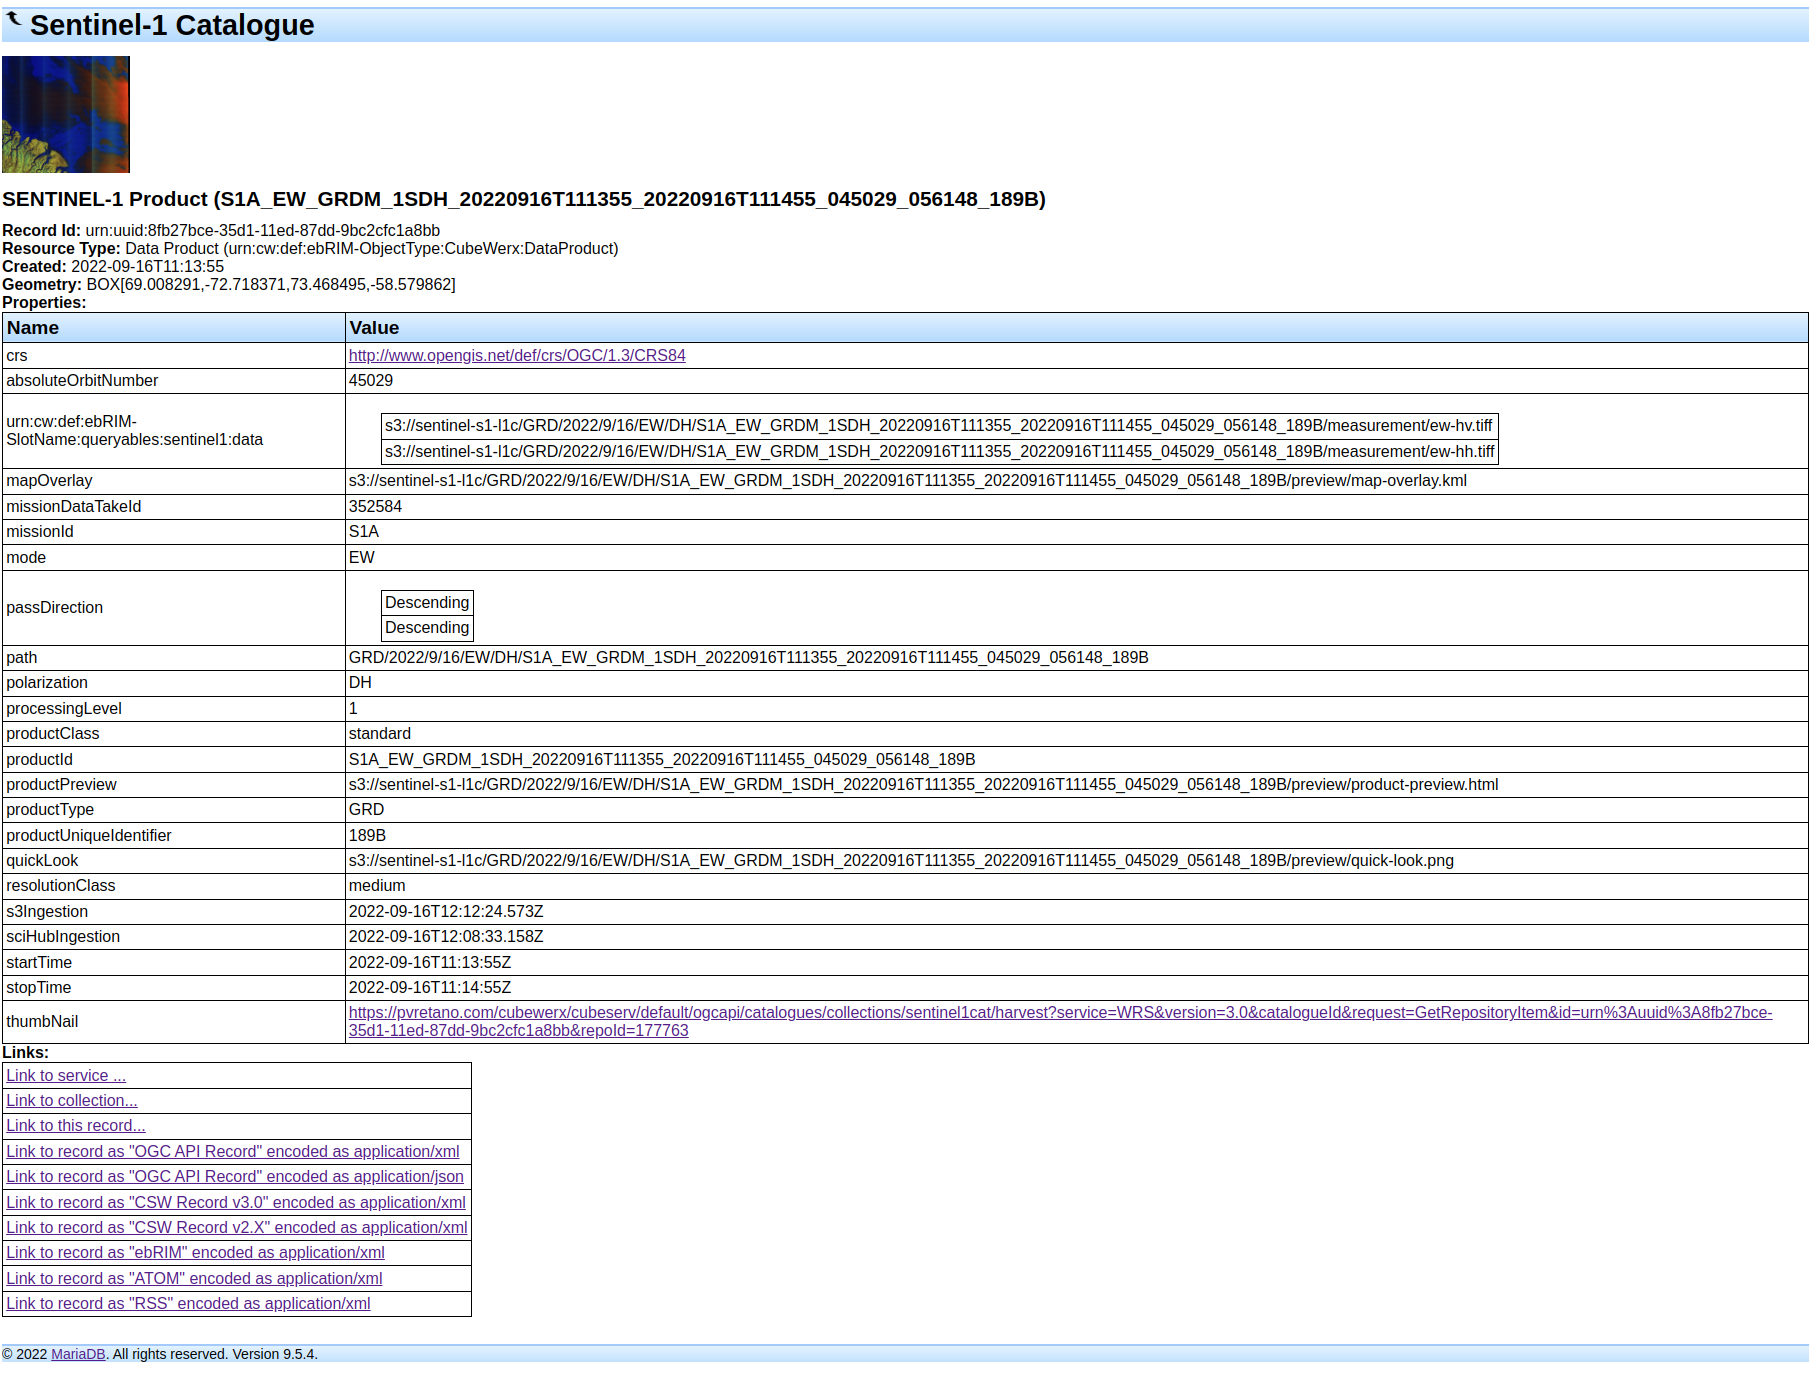 Sentinel-1 Catalogue
SENTINEL-1 Product (S1A_EW_GRDM_1SDH_20220916T111355_20220916T111455_045029_056148_189B)
Record Id: urn:uuid:8fb27bce-35d1-11ed-87dd-9bc2cfc1a8bb
Resource Type: Data Product (urn:cw:def:ebRIM-ObjectType:CubeWerx:DataProduct)
Created: 2022-09-16T11:13:55
Geometry: BOX[69.008291,-72.718371,73.468495,-58.579862]
Properties:
Name Value
crs http://www.opengis.net/def/crs/OGC/1.3/CRS84
absoluteOrbitNumber 45029
urn:cw:def:ebRIM-
SlotName:queryables:sentinel1:data
s3://sentinel-s1-l1c/GRD/2022/9/16/EW/DH/S1A_EW_GRDM_1SDH_20220916T111355_20220916T111455_045029_056148_189B/measurement/ew-hv.tiff
s3://sentinel-s1-l1c/GRD/2022/9/16/EW/DH/S1A_EW_GRDM_1SDH_20220916T111355_20220916T111455_045029_056148_189B/measurement/ew-hh.tiff
mapOverlay s3://sentinel-s1-l1c/GRD/2022/9/16/EW/DH/S1A_EW_GRDM_1SDH_20220916T111355_20220916T111455_045029_056148_189B/preview/map-overlay.kml
missionDataTakeId 352584
missionId S1A
mode EW
passDirection
Descending
Descending
path GRD/2022/9/16/EW/DH/S1A_EW_GRDM_1SDH_20220916T111355_20220916T111455_045029_056148_189B
polarization DH
processingLevel 1
productClass standard
productId S1A_EW_GRDM_1SDH_20220916T111355_20220916T111455_045029_056148_189B
productPreview s3://sentinel-s1-l1c/GRD/2022/9/16/EW/DH/S1A_EW_GRDM_1SDH_20220916T111355_20220916T111455_045029_056148_189B/preview/product-preview.html
productType GRD
productUniqueIdentifier 189B
quickLook s3://sentinel-s1-l1c/GRD/2022/9/16/EW/DH/S1A_EW_GRDM_1SDH_20220916T111355_20220916T111455_045029_056148_189B/preview/quick-look.png
resolutionClass medium
s3Ingestion 2022-09-16T12:12:24.573Z
sciHubIngestion 2022-09-16T12:08:33.158Z
startTime 2022-09-16T11:13:55Z
stopTime 2022-09-16T11:14:55Z
thumbNail https://pvretano.com/cubewerx/cubeserv/default/ogcapi/catalogues/collections/sentinel1cat/harvest?service=WRS&version=3.0&catalogueId&request=GetRepositoryItem&id=urn%3Auuid%3A8fb27bce-
35d1-11ed-87dd-9bc2cfc1a8bb&repoId=177763
Links:
Link to service ...
Link to collection...
Link to this record...
Link to record as "OGC API Record" encoded as application/xml
Link to record as "OGC API Record" encoded as application/json
Link to record as "CSW Record v3.0" encoded as application/xml
Link to record as "CSW Record v2.X" encoded as application/xml
Link to record as "ebRIM" encoded as application/xml
Link to record as "ATOM" encoded as application/xml
Link to record as "RSS" encoded as application/xml
© 2022 MariaDB. All rights reserved. Version 9.5.4.